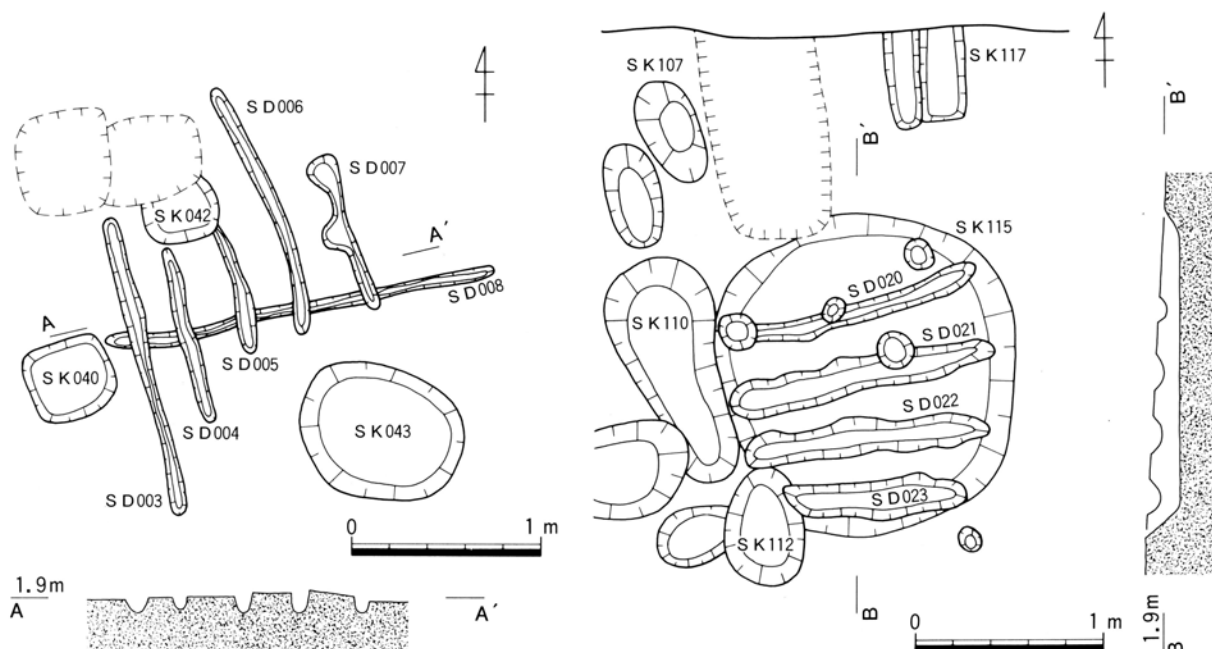 SD006
SD007
SK042
A′
SD008
A
SK040
SD005
SD004
SK043
SD003
0 1 m
1.9m
A A′
SK107
SK117
B′
SK115
SD020
SK110
SD021
SD022
SD023
SK112
B
0 1 m
B′
1.9m
B